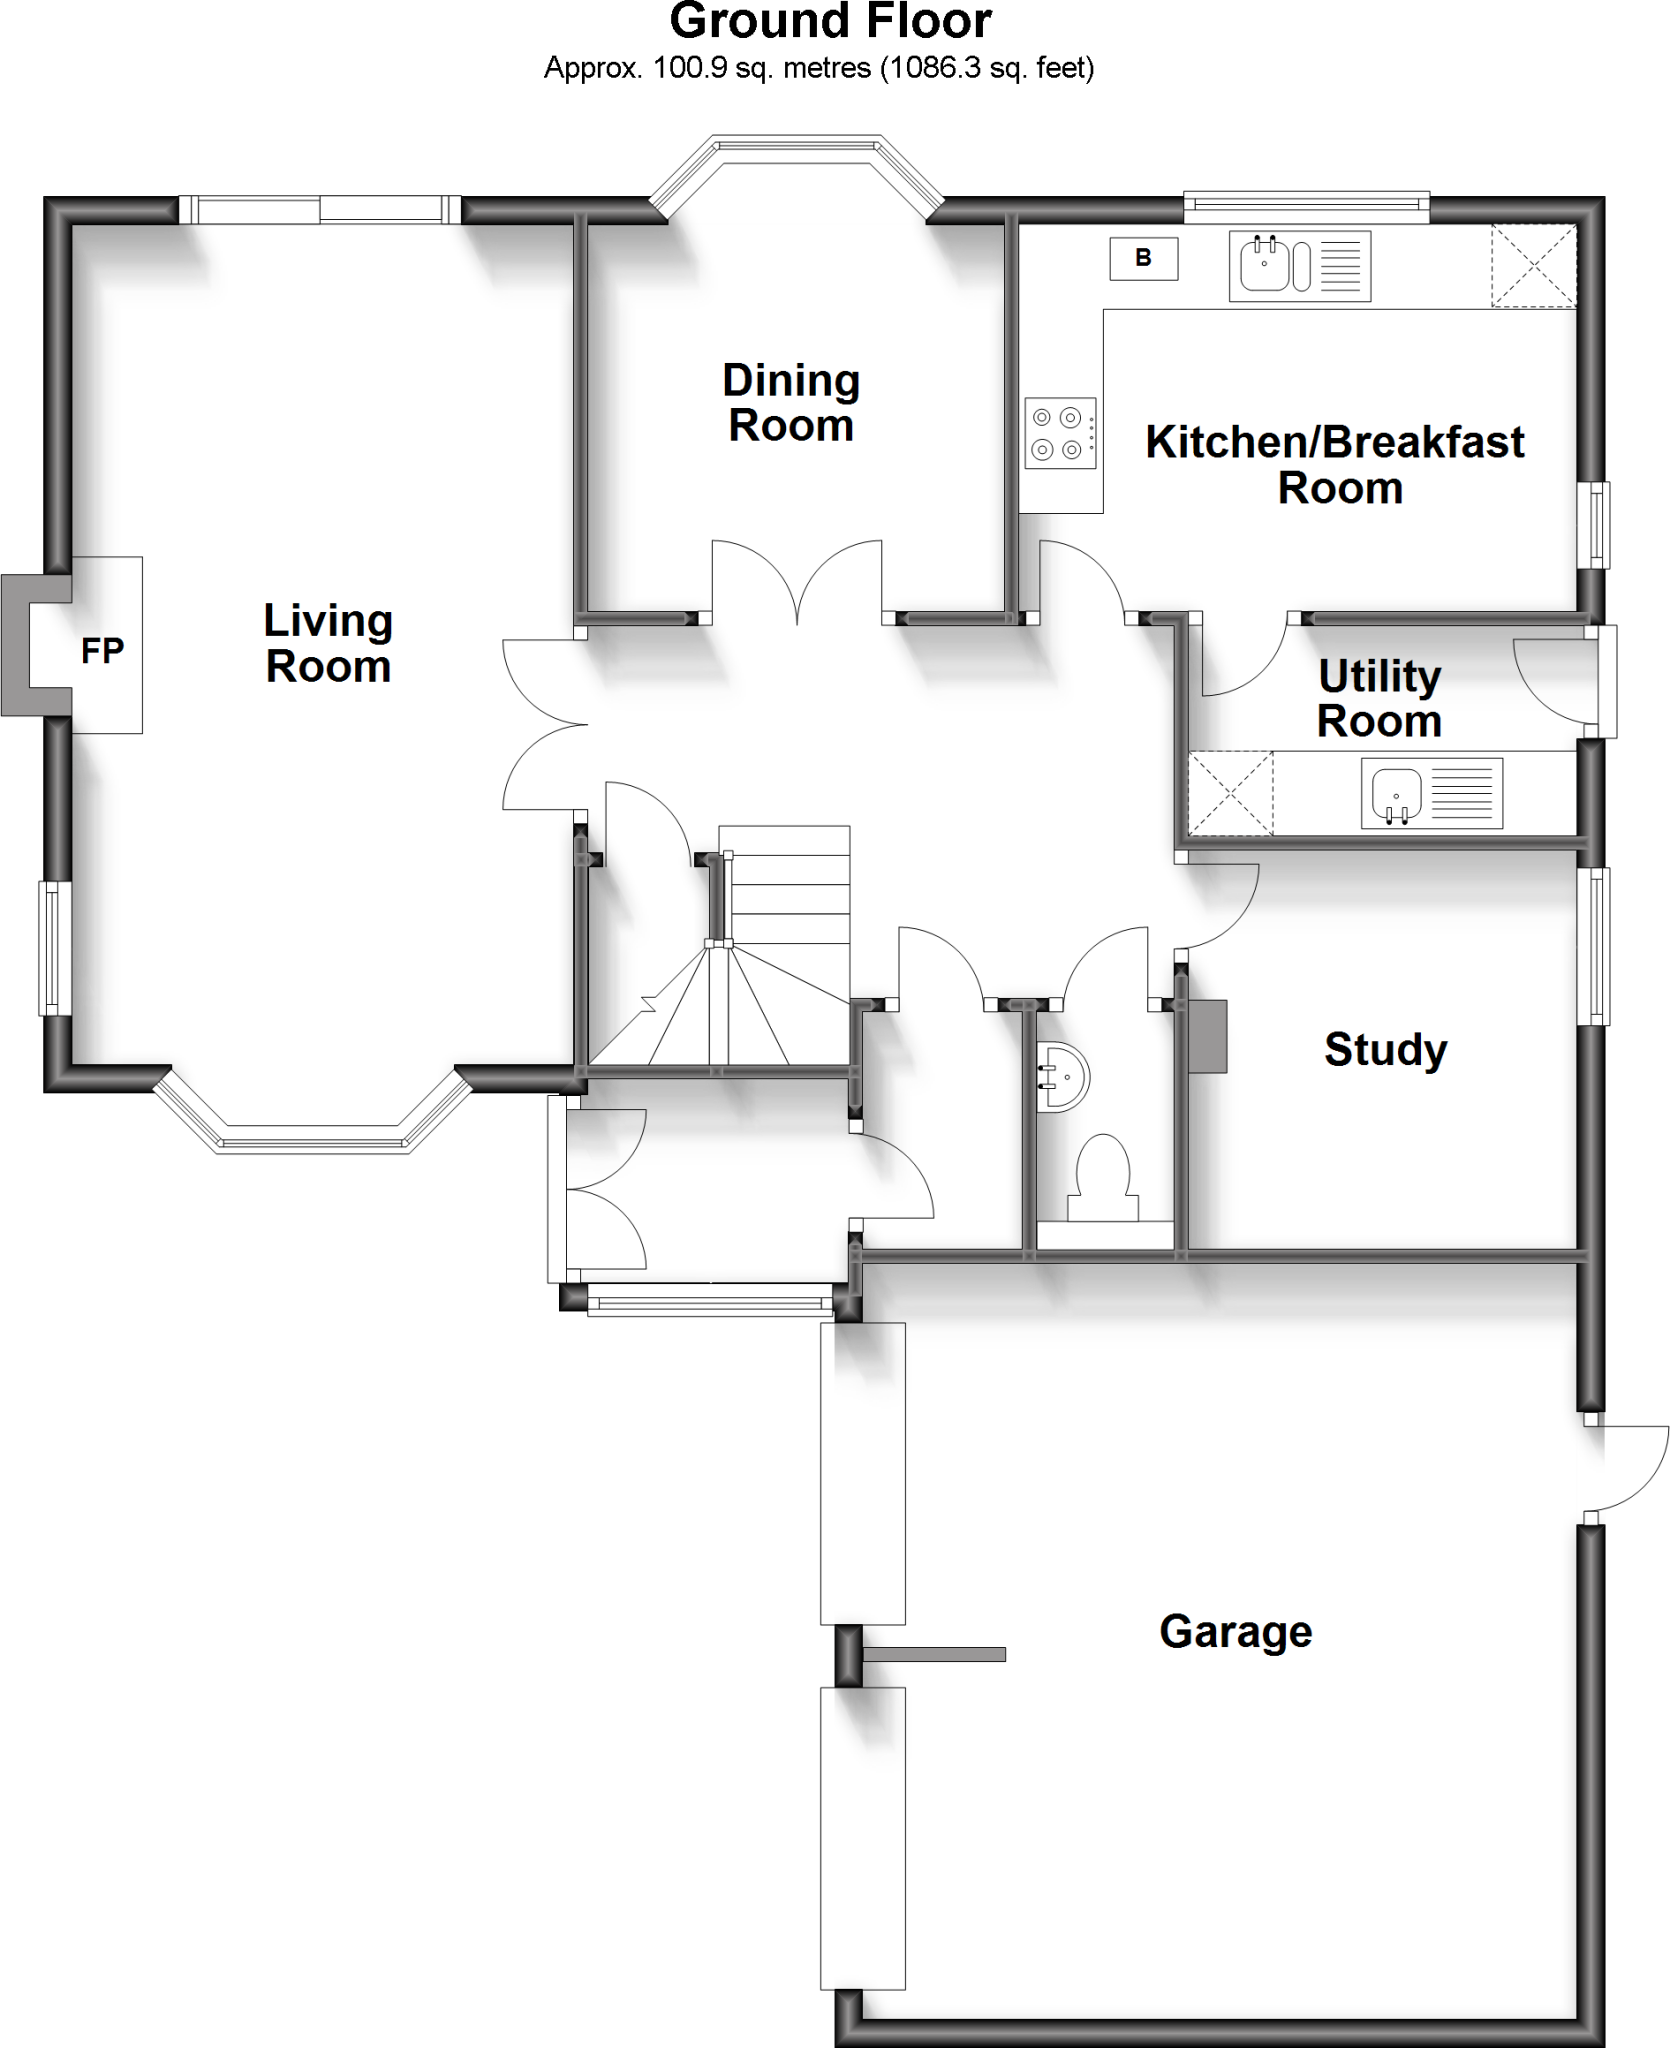 Ground Floor
Approx. 100.9 sq. metres (1086.3 sq. feet)
B
Dining
Room
Kitchen/Breakfast
Room
Living
Room
FP
Utility
Room
Study
Garage